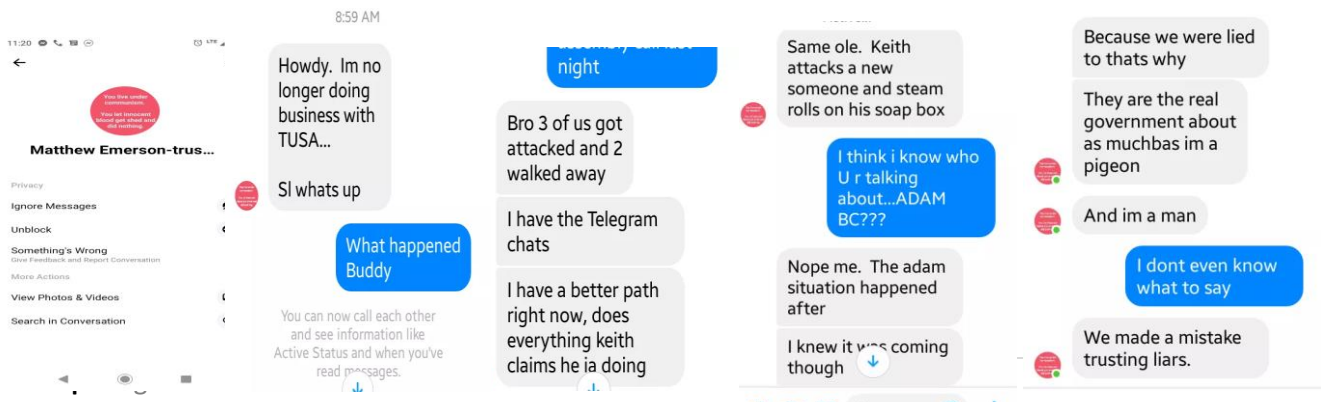 11:20
LTE
You live under
communism.
You let innocent
blood get shed and
did nothing.
Matthew Emerson-trus...
Privacy
Ignore Messages
Unblock
Something's Wrong
Give Feedback and Report Conversation
More Actions
View Photos & Videos
Search in Conversation
8:59 AM
Howdy. Im no
longer doing
business with
TUSA...
Sl whats up
What happened
Buddy
You can now call each other
and see information like
Active Status and when you've
read messages.
night
Bro 3 of us got
attacked and 2
walked away
I have the Telegram
chats
I have a better path
right now, does
everything keith
claims he ia doing
Same ole. Keith
attacks a new
someone and steam
rolls on his soap box
I think i know who
U r talking
about...ADAM
BC???
Nope me. The adam
situation happened
after
I knew it was coming
though
Because we were lied
to thats why
They are the real
government about
as muchbas im a
pigeon
And im a man
I dont even know
what to say
We made a mistake
trusting liars.